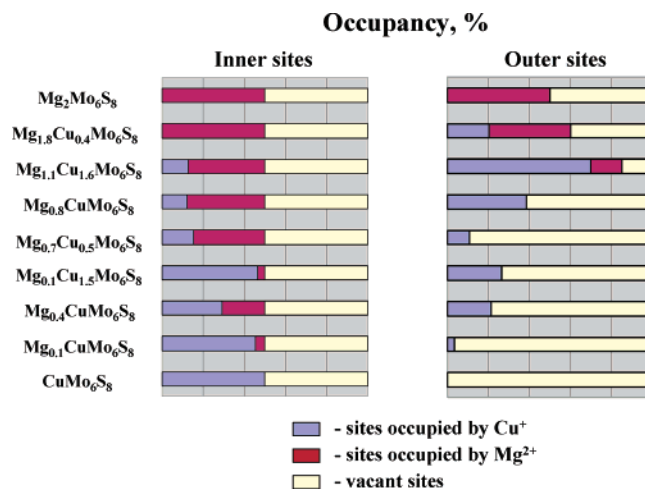 Occupancy, %
Inner sites Outer sites
Mg₂Mo₆S₈
Mg₁.₈Cu₀.₄Mo₆S₈
Mg₁.₁Cu₁.₆Mo₆S₈
Mg₀.₈CuMo₆S₈
Mg₀.₇Cu₀.₅Mo₆S₈
Mg₀.₁Cu₁.₅Mo₆S₈
Mg₀.₄CuMo₆S₈
Mg₀.₁CuMo₆S₈
CuMo₆S₈
- sites occupied by Cu⁺
- sites occupied by Mg²⁺
- vacant sites